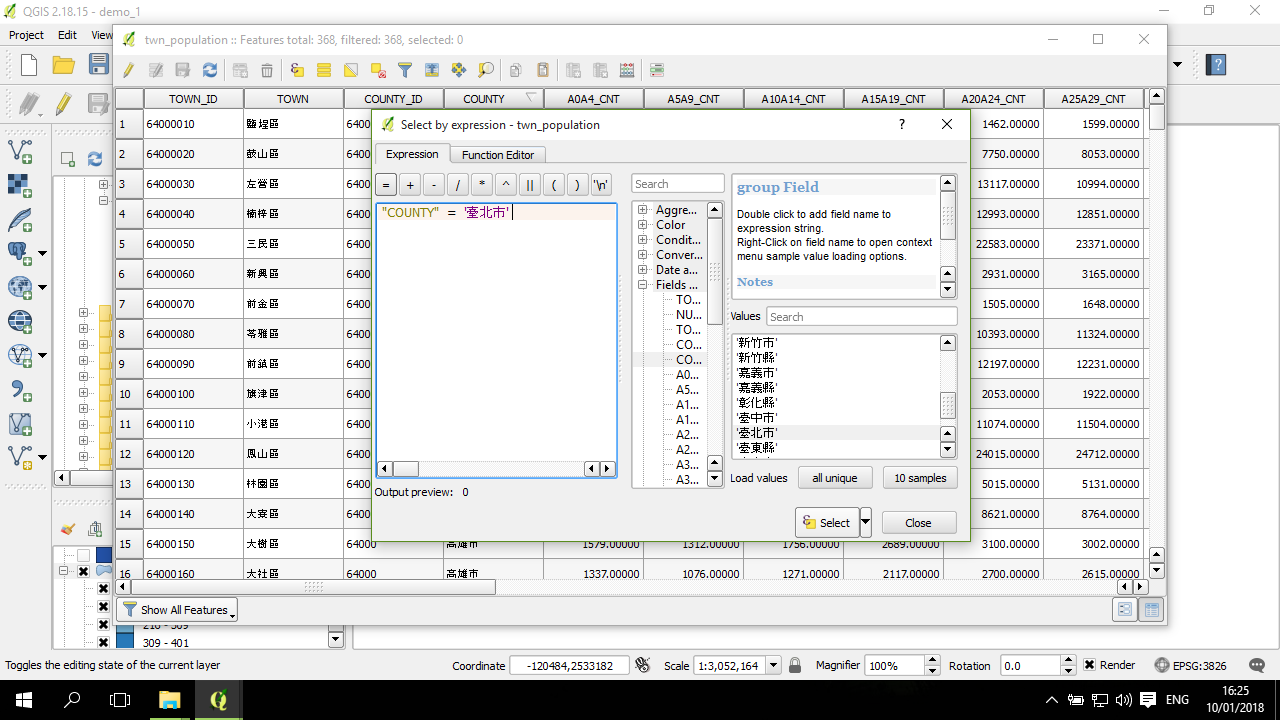 QGIS 2.18.15 - demo_1
Project Edit View
twn_population :: Features total: 368, filtered: 368, selected: 0
TOWN_ID TOWN COUNTY_ID COUNTY A0A4_CNT A5A9_CNT A10A14_CNT A15A19_CNT A20A24_CNT A25A29_CNT
1 64000010 鹽埕區 64000 1462.00000 1599.00000
2 64000020 鼓山區 64000 7750.00000 8053.00000
3 64000030 左營區 64000 13117.00000 10994.00000
4 64000040 楠梓區 64000 12993.00000 12851.00000
5 64000050 三民區 64000 22583.00000 23371.00000
6 64000060 新興區 64000 2931.00000 3165.00000
7 64000070 前金區 64000 1505.00000 1648.00000
8 64000080 苓雅區 64000 10393.00000 11324.00000
9 64000090 前鎮區 64000 12197.00000 12231.00000
10 64000100 旗津區 64000 2053.00000 1922.00000
11 64000110 小港區 64000 11074.00000 11504.00000
12 64000120 鳳山區 64000 24015.00000 24712.00000
13 64000130 林園區 64000 5015.00000 5131.00000
14 64000140 大寮區 64000 8621.00000 8764.00000
15 64000150 大樹區 64000 高雄市 1579.00000 1312.00000 1756.00000 2689.00000 3100.00000 3002.00000
16 64000160 大社區 64000 高雄市 1337.00000 1076.00000 1271.00000 2117.00000 2700.00000 2615.00000
Select by expression - twn_population ?
Expression Function Editor
= + - / * ^ || ( ) '\n'
"COUNTY" = '臺北市'
Output preview: 0
Search
Aggre...
Color
Condit...
Conver...
Date a...
Fields ...
TO...
NU...
TO...
CO...
CO...
A0...
A5...
A1...
A1...
A2...
A2...
A3...
A3...
group Field
Double click to add field name to
expression string.
Right-Click on field name to open context
menu sample value loading options.
Notes
Values Search
'新竹市'
'新竹縣'
'嘉義市'
'嘉義縣'
'彰化縣'
'臺中市'
'臺北市'
'臺東縣'
Load values all unique 10 samples
Select Close
Show All Features
216 - 309
309 - 401
Toggles the editing state of the current layer Coordinate -120484,2533182 Scale 1:3,052,164 Magnifier 100% Rotation 0.0 Render EPSG:3826
ENG 16:25
10/01/2018